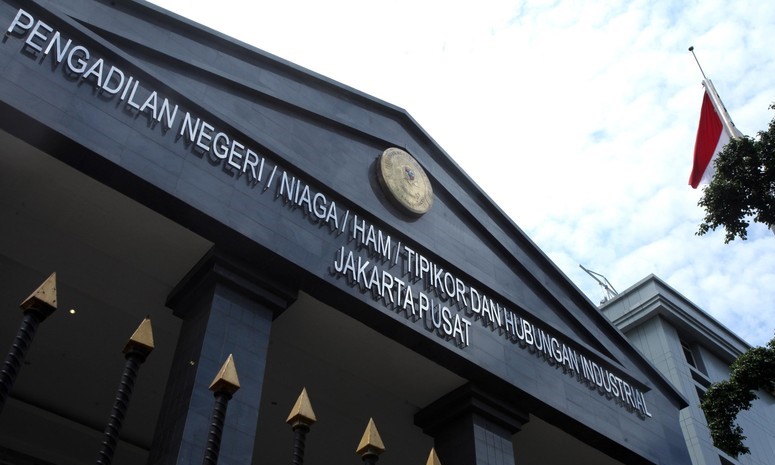 PENGADILAN NEGERI / NIAGA / HAM / TIPIKOR DAN HUBUNGAN INDUSTRIAL
JAKARTA PUSAT